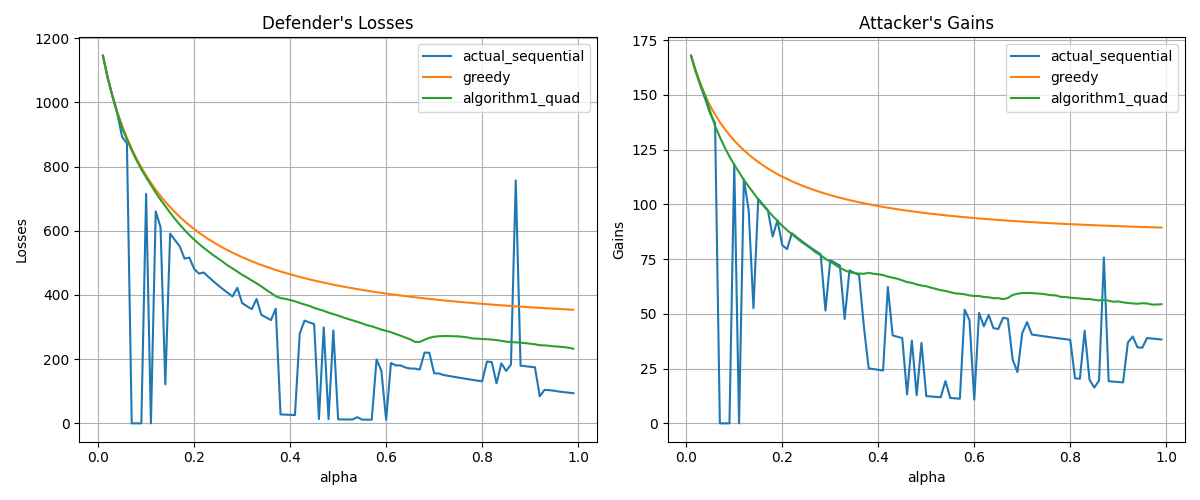 Defender's Losses
Losses
1200
1000
800
600
400
200
0
0.0 0.2 0.4 0.6 0.8 1.0
alpha
actual_sequential
greedy
algorithm1_quad
Attacker's Gains
Gains
175
150
125
100
75
50
25
0
0.0 0.2 0.4 0.6 0.8 1.0
alpha
actual_sequential
greedy
algorithm1_quad